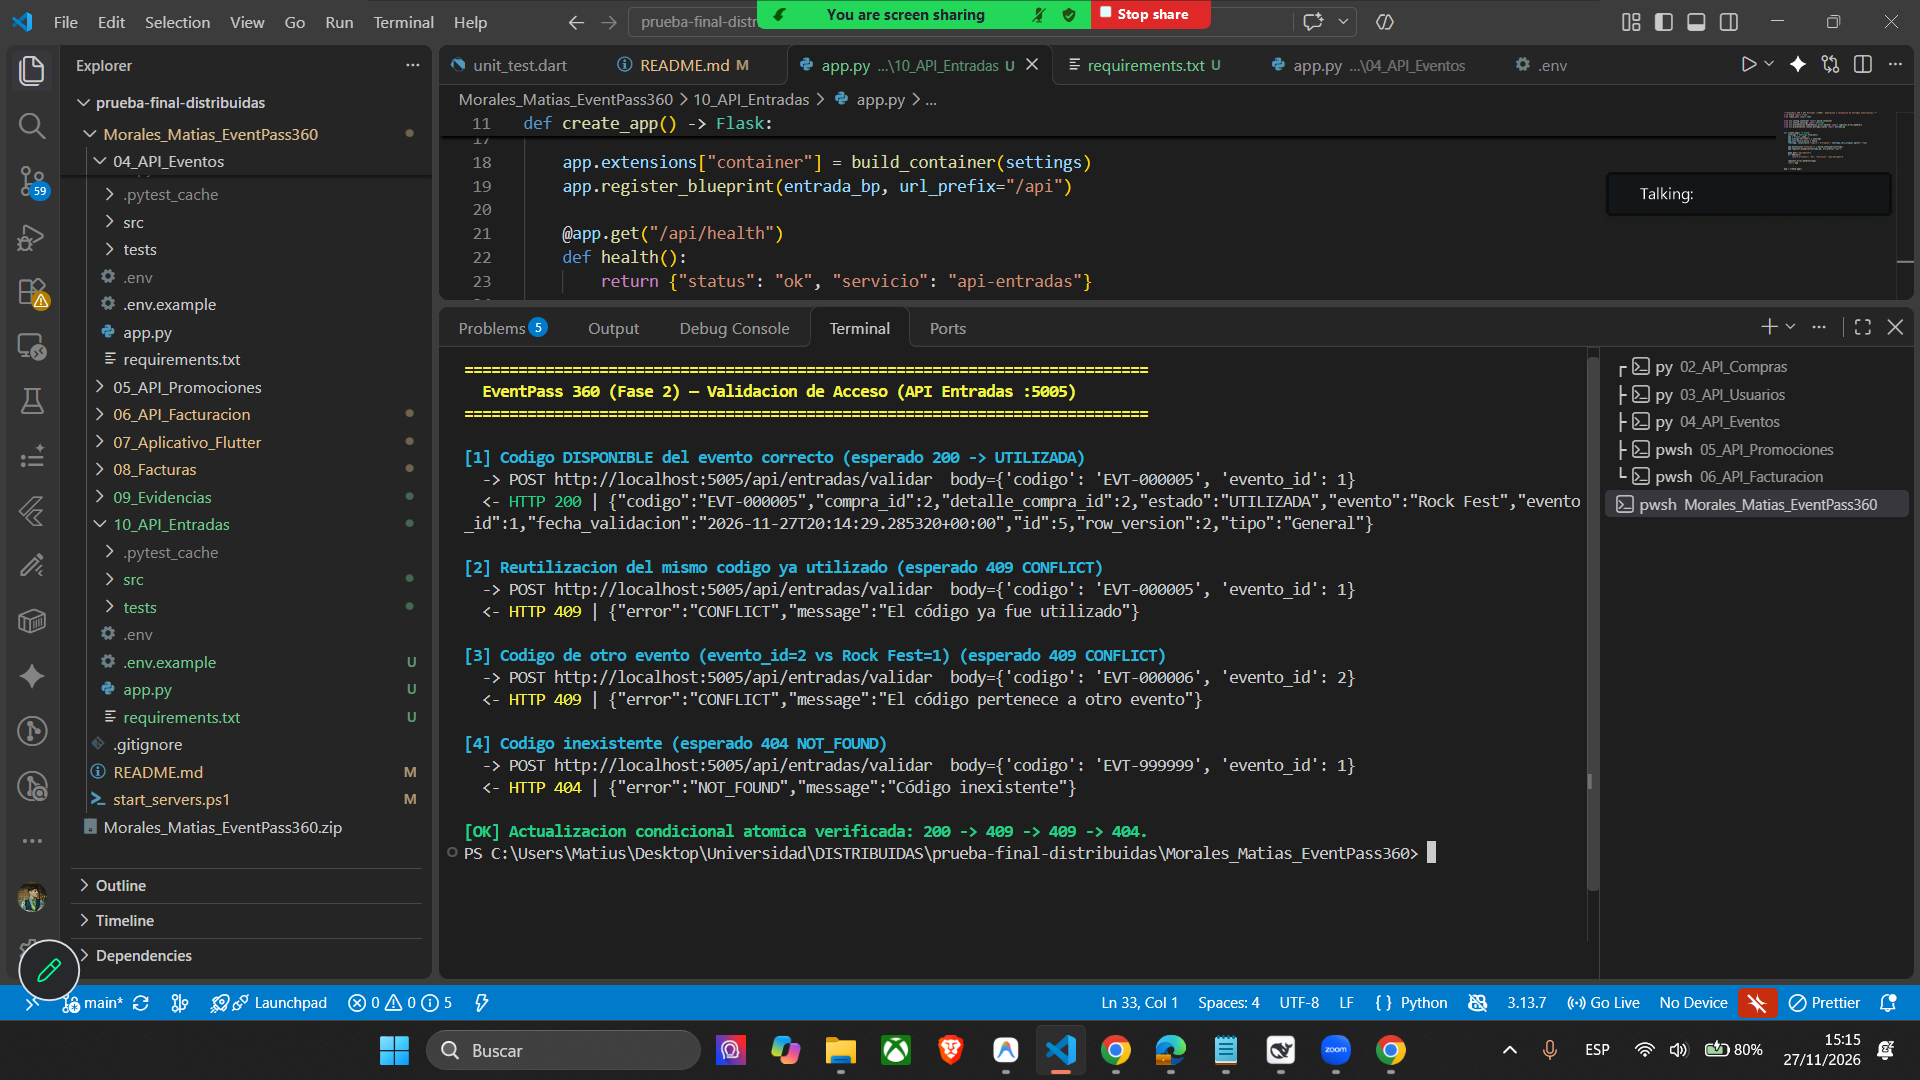 File Edit Selection View Go Run Terminal Help
prueba-final-distr
You are screen sharing
Stop share
Explorer
unit_test.dart
README.md M
app.py ...\10_API_Entradas U
requirements.txt U
app.py ...\04_API_Eventos
.env
prueba-final-distribuidas
Morales_Matias_EventPass360
04_API_Eventos
.pytest_cache
src
tests
.env
.env.example
app.py
requirements.txt
05_API_Promociones
06_API_Facturacion
07_Aplicativo_Flutter
08_Facturas
09_Evidencias
10_API_Entradas
.pytest_cache
src
tests
.env
.env.example U
app.py U
requirements.txt U
.gitignore
README.md M
start_servers.ps1 M
Morales_Matias_EventPass360.zip
Outline
Timeline
Dependencies
59
Morales_Matias_EventPass360 > 10_API_Entradas > app.py > ...
11 def create_app() -> Flask:
17
18 app.extensions["container"] = build_container(settings)
19 app.register_blueprint(entrada_bp, url_prefix="/api")
20
21 @app.get("/api/health")
22 def health():
23 return {"status": "ok", "servicio": "api-entradas"}
Talking:
Problems 5 Output Debug Console Terminal Ports
============================================================================
EventPass 360 (Fase 2) — Validacion de Acceso (API Entradas :5005)
============================================================================
[1] Codigo DISPONIBLE del evento correcto (esperado 200 -> UTILIZADA)
-> POST http://localhost:5005/api/entradas/validar body={'codigo': 'EVT-000005', 'evento_id': 1}
<- HTTP 200 | {"codigo":"EVT-000005","compra_id":2,"detalle_compra_id":2,"estado":"UTILIZADA","evento":"Rock Fest","evento
_id":1,"fecha_validacion":"2026-11-27T20:14:29.285320+00:00","id":5,"row_version":2,"tipo":"General"}
[2] Reutilizacion del mismo codigo ya utilizado (esperado 409 CONFLICT)
-> POST http://localhost:5005/api/entradas/validar body={'codigo': 'EVT-000005', 'evento_id': 1}
<- HTTP 409 | {"error":"CONFLICT","message":"El código ya fue utilizado"}
[3] Codigo de otro evento (evento_id=2 vs Rock Fest=1) (esperado 409 CONFLICT)
-> POST http://localhost:5005/api/entradas/validar body={'codigo': 'EVT-000006', 'evento_id': 2}
<- HTTP 409 | {"error":"CONFLICT","message":"El código pertenece a otro evento"}
[4] Codigo inexistente (esperado 404 NOT_FOUND)
-> POST http://localhost:5005/api/entradas/validar body={'codigo': 'EVT-999999', 'evento_id': 1}
<- HTTP 404 | {"error":"NOT_FOUND","message":"Código inexistente"}
[OK] Actualizacion condicional atomica verificada: 200 -> 409 -> 409 -> 404.
PS C:\Users\Matius\Desktop\Universidad\DISTRIBUIDAS\prueba-final-distribuidas\Morales_Matias_EventPass360>
py 02_API_Compras
py 03_API_Usuarios
py 04_API_Eventos
pwsh 05_API_Promociones
pwsh 06_API_Facturacion
pwsh Morales_Matias_EventPass360
main* Launchpad 0 0 5
Ln 33, Col 1 Spaces: 4 UTF-8 LF { } Python 3.13.7 Go Live No Device Prettier
Buscar
zoom
ESP
80%
15:15
27/11/2026